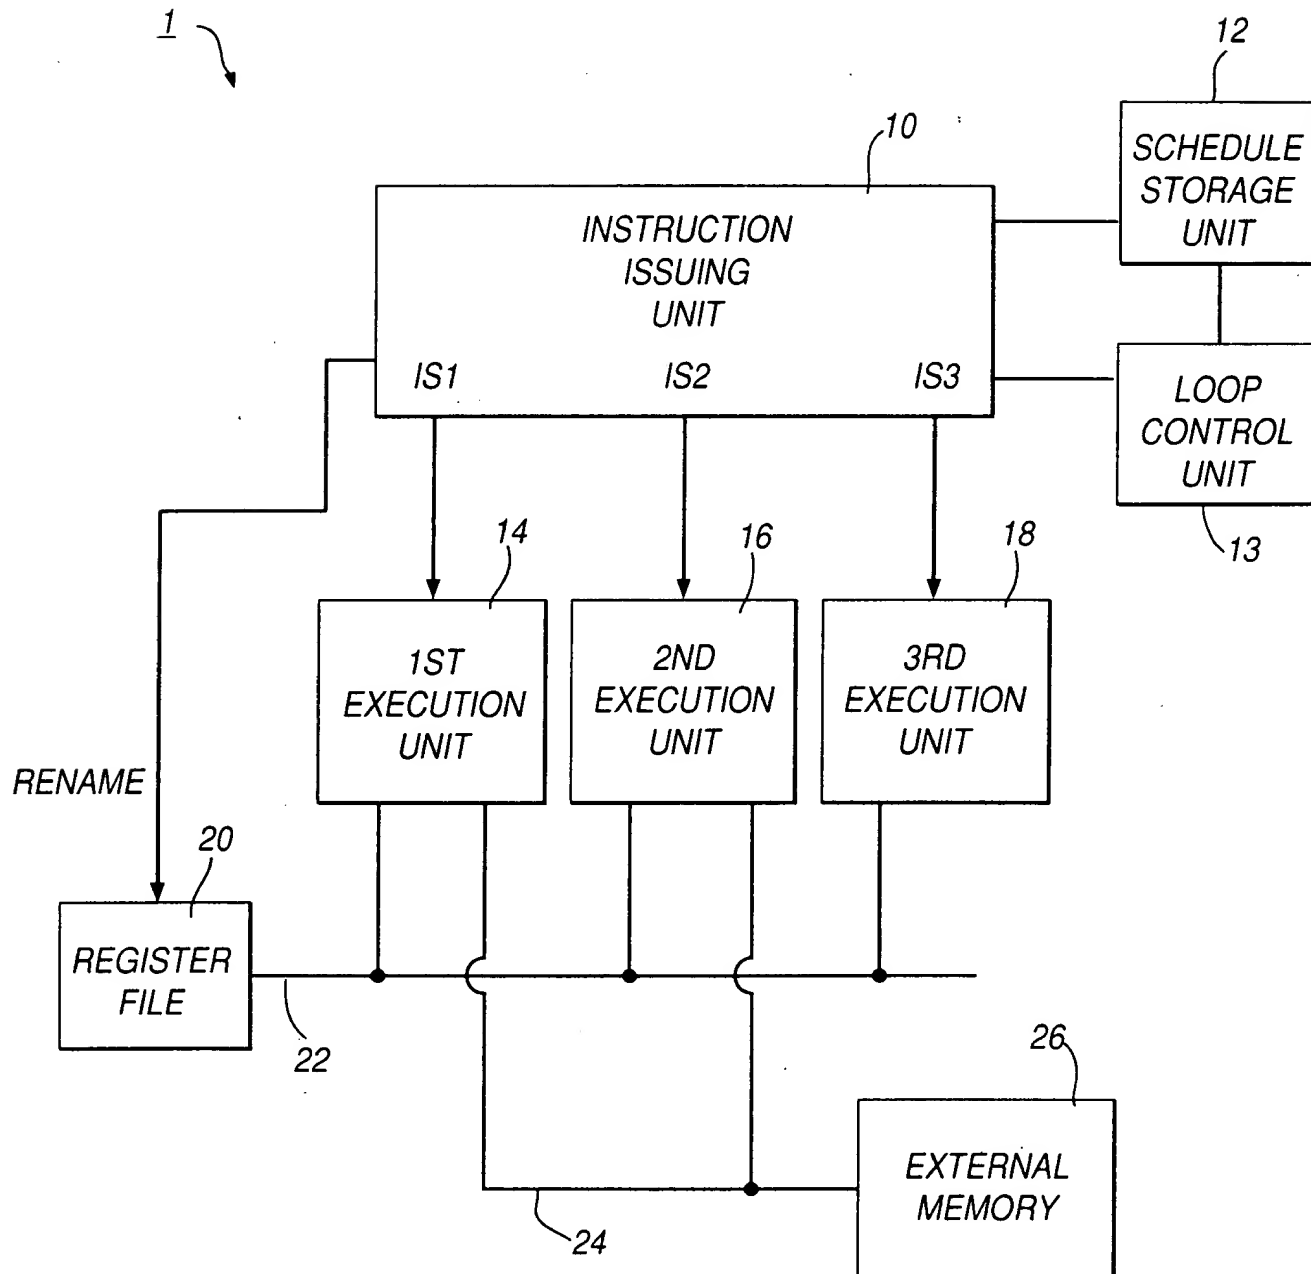 1
12
10
SCHEDULE
STORAGE
UNIT
INSTRUCTION
ISSUING
UNIT
IS1 IS2 IS3
LOOP
CONTROL
UNIT
13
14
16
18
1ST
EXECUTION
UNIT
2ND
EXECUTION
UNIT
3RD
EXECUTION
UNIT
RENAME
20
REGISTER
FILE
22
26
EXTERNAL
MEMORY
24